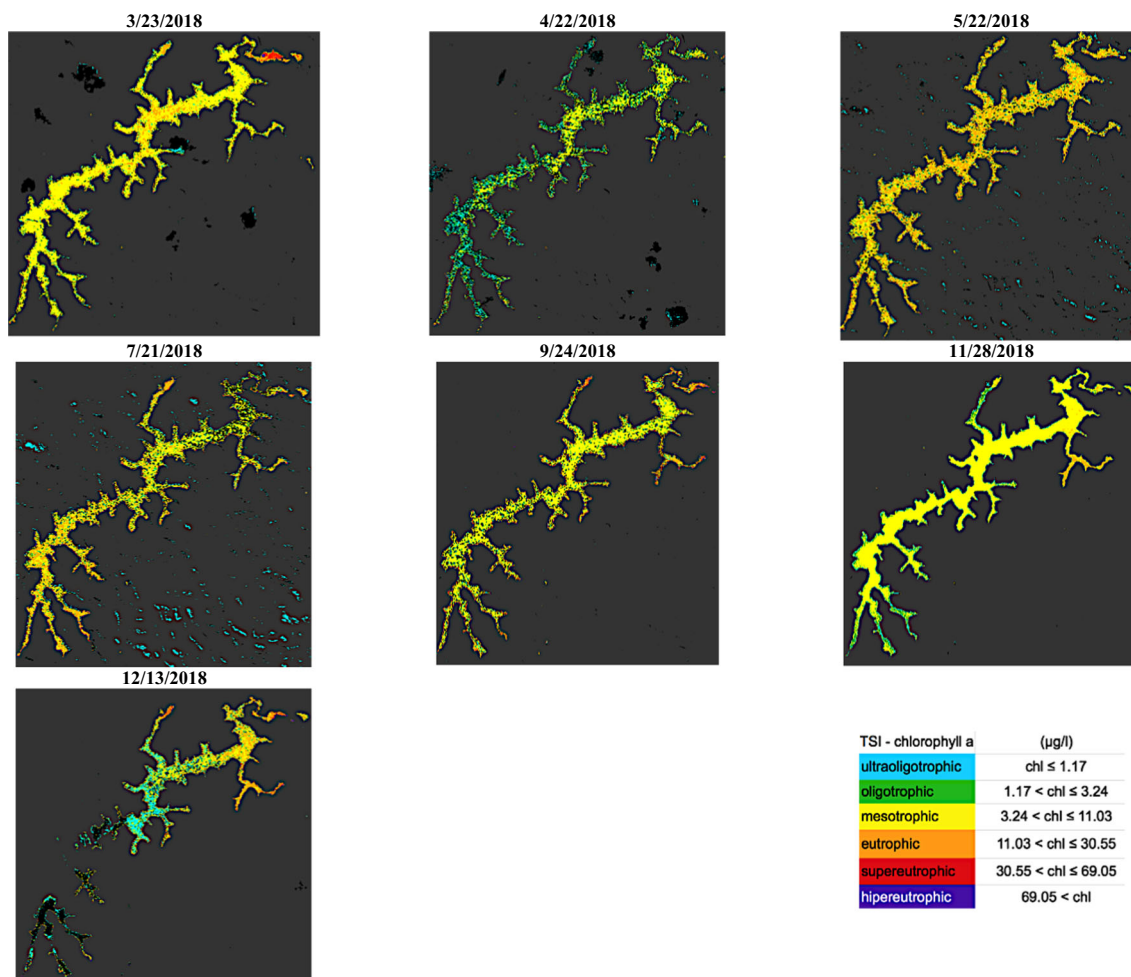 3/23/2018
4/22/2018
5/22/2018
7/21/2018
9/24/2018
11/28/2018
12/13/2018
TSI - chlorophyll a (µg/l)
ultraoligotrophic chl ≤ 1.17
oligotrophic 1.17 < chl ≤ 3.24
mesotrophic 3.24 < chl ≤ 11.03
eutrophic 11.03 < chl ≤ 30.55
supereutrophic 30.55 < chl ≤ 69.05
hipereutrophic 69.05 < chl